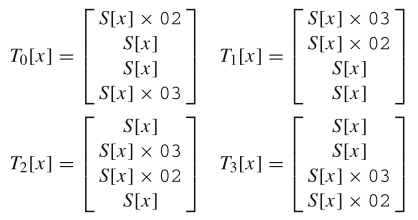 T₀[x] = [ S[x] × 02
S[x]
S[x]
S[x] × 03 ]
T₁[x] = [ S[x] × 03
S[x] × 02
S[x]
S[x] ]
T₂[x] = [ S[x]
S[x] × 03
S[x] × 02
S[x] ]
T₃[x] = [ S[x]
S[x]
S[x] × 03
S[x] × 02 ]